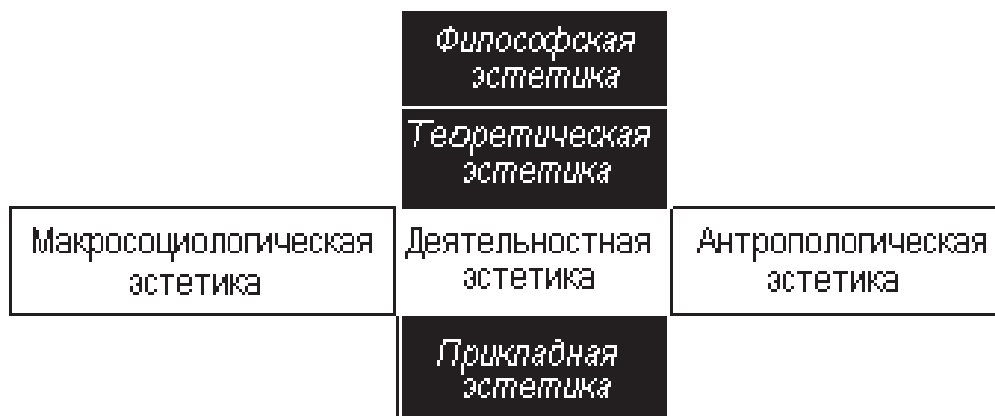 Философская
эстетика
Теоретическая
эстетика
Макросоциологическая
эстетика
Деятельностная
эстетика
Антропологическая
эстетика
Прикладная
эстетика